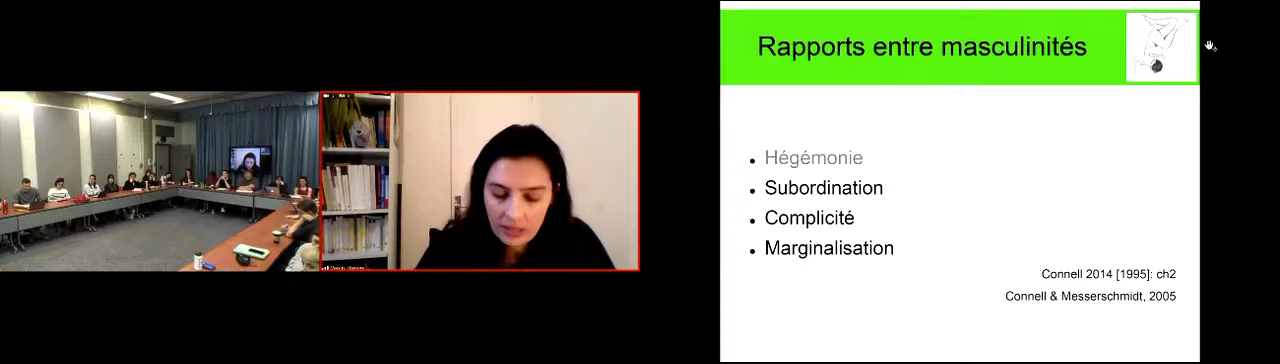 Rapports entre masculinités
Hégémonie
Subordination
Complicité
Marginalisation
Connell 2014 [1995]: ch2
Connell & Messerschmidt, 2005